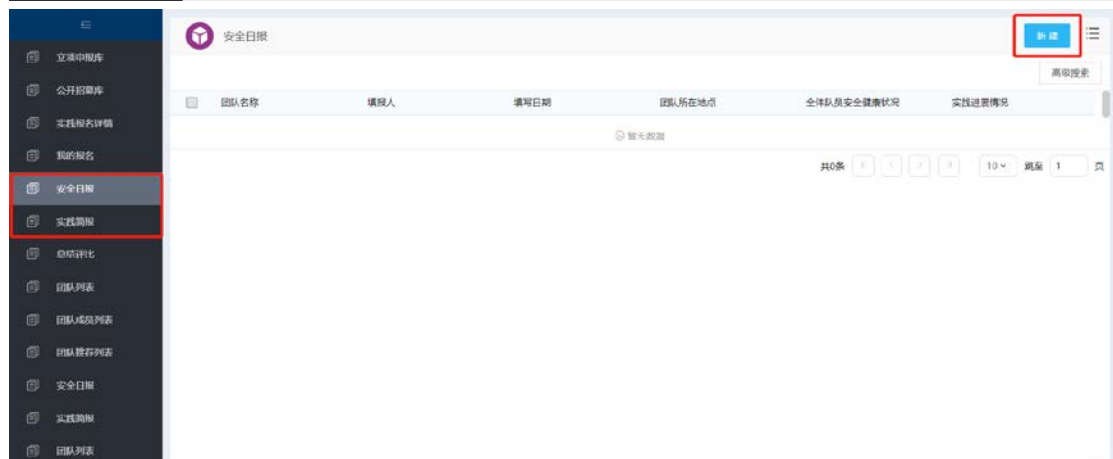 安全日报
新建
高级搜索
立项申报库
公开招募库
实践报名详情
我的报名
安全日报
实践简报
总结评比
团队列表
团队成员列表
团队推荐列表
安全日报
实践简报
团队列表
团队名称 填报人 填写日期 团队所在地点 全体队员安全健康状况 实践进展情况
暂无数据
共0条 10 跳至 1 页